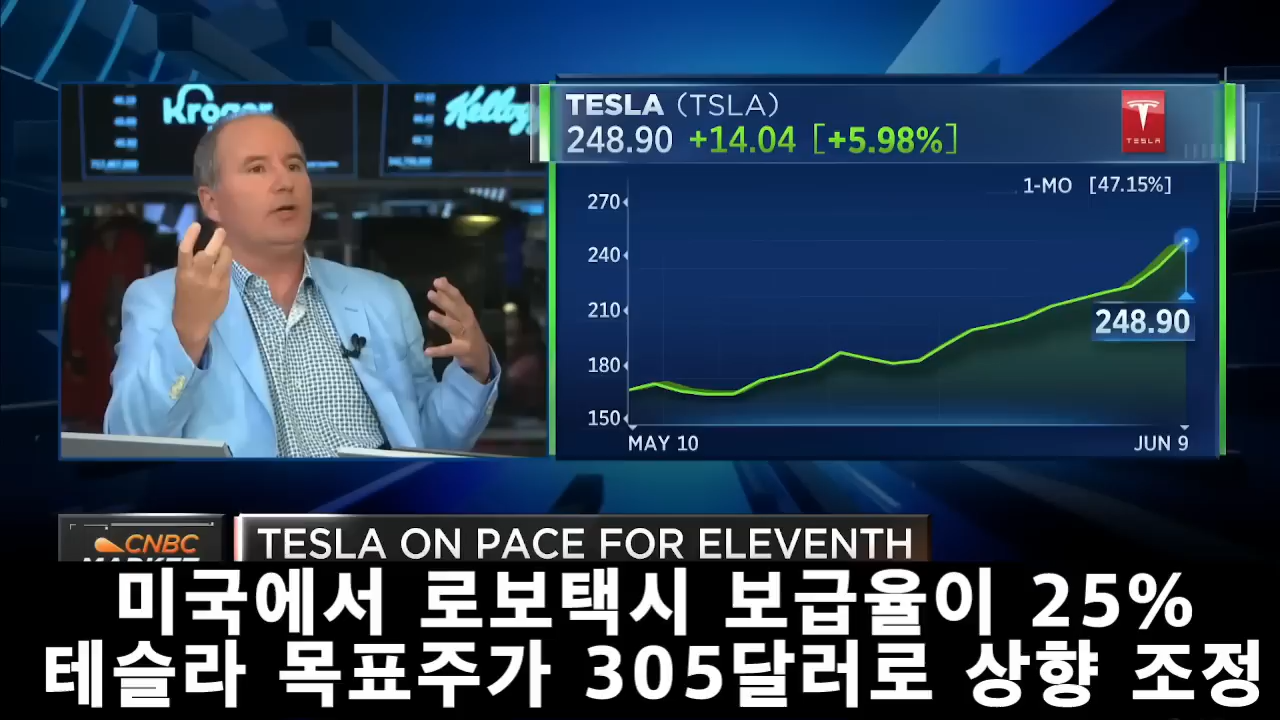 Kroger
TESLA (TSLA)
248.90 +14.04 [+5.98%]
TESLA
1-MO [47.15%]
270
240
210
180
150
248.90
MAY 10
JUN 9
CNBC
TESLA ON PACE FOR ELEVENTH
미국에서 로보택시 보급율이 25%
테슬라 목표주가 305달러로 상향 조정